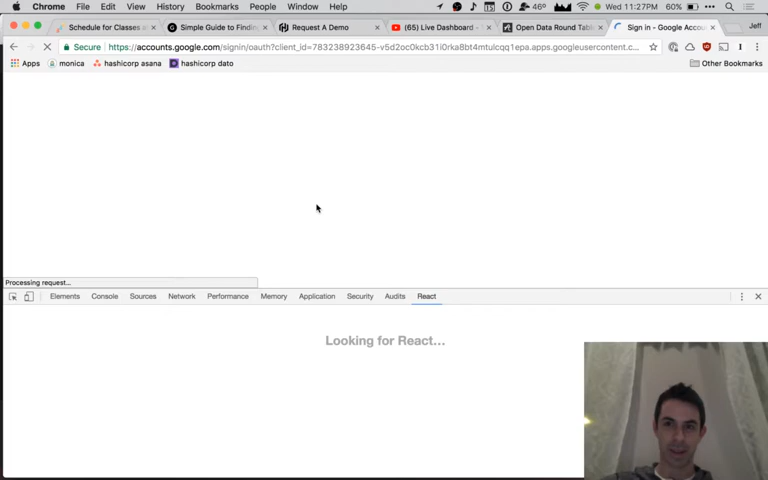 Chrome File Edit View History Bookmarks People Window Help 46° Wed 11:27PM 60%
Schedule for Classes a Simple Guide to Finding Request A Demo (65) Live Dashboard - Open Data Round Tabl Sign in – Google Accou Jeff
Secure https://accounts.google.com/signin/oauth?client_id=783238923645-v5d2oc0kcb31i0rka8bt4mtulcqq1epa.apps.googleusercontent.c...
Apps monica hashicorp asana hashicorp dato Other Bookmarks
Processing request...
Elements Console Sources Network Performance Memory Application Security Audits React
Looking for React...